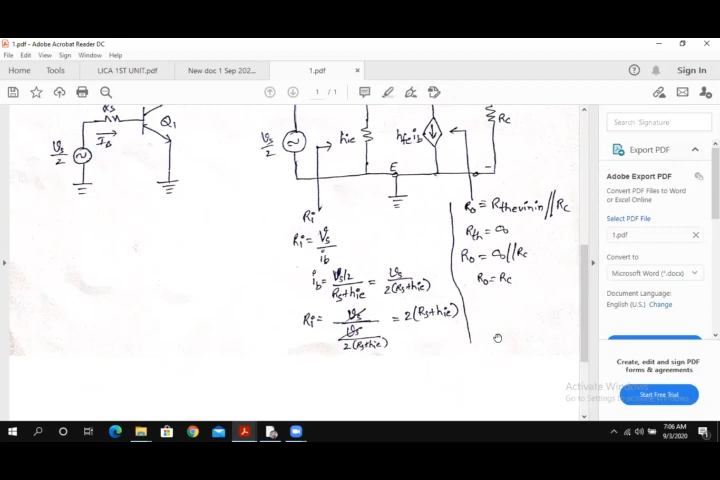 1.pdf - Adobe Acrobat Reader DC
File Edit View Sign Window Help
Home Tools LICA 1ST UNIT.pdf New doc 1 Sep 202... 1.pdf × Sign In
1 / 1
Rs
Q1
Is
Vs/2
Vs/2
hie
hfe ib
Rc
E
Ri
Ri = Vs/ib
ib = Vs/2 / Rs+hie = Vs / 2(Rs+hie)
Ri = Vs / Vs / 2(Rs+hie) = 2(Rs+hie)
Ro = Rthevinin // Rc
Rth = ∞
Ro = ∞ // Rc
Ro = Rc
Search 'Signature'
Export PDF
Adobe Export PDF
Convert PDF Files to Word
or Excel Online
Select PDF File
1.pdf ×
Convert to
Microsoft Word (*.docx)
Document Language:
English (U.S.) Change
Create, edit and sign PDF
forms & agreements
Start Free Trial
Activate Windows
Go to Settings
7:06 AM
9/3/2020